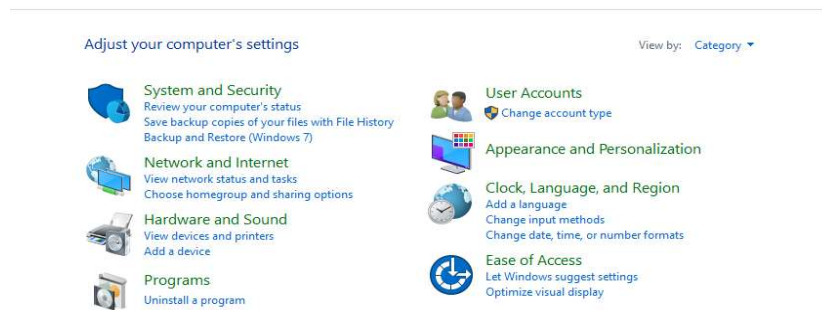 Adjust your computer's settings
View by: Category
System and Security
Review your computer's status
Save backup copies of your files with File History
Backup and Restore (Windows 7)
Network and Internet
View network status and tasks
Choose homegroup and sharing options
Hardware and Sound
View devices and printers
Add a device
Programs
Uninstall a program
User Accounts
Change account type
Appearance and Personalization
Clock, Language, and Region
Add a language
Change input methods
Change date, time, or number formats
Ease of Access
Let Windows suggest settings
Optimize visual display